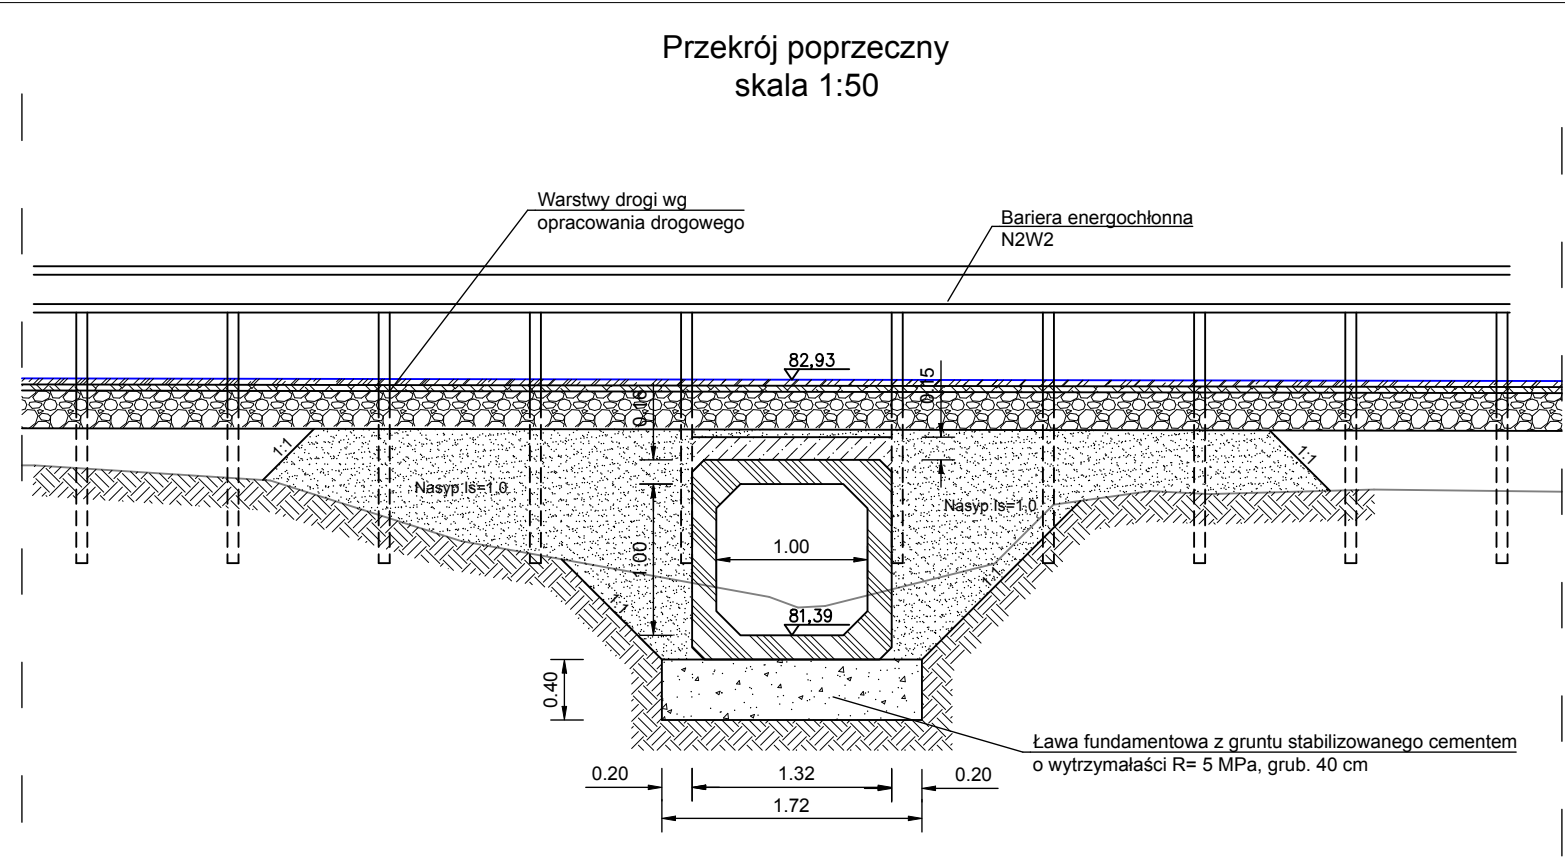 Przekrój poprzeczny
skala 1:50
Warstwy drogi wg
opracowania drogowego
Bariera energochłonna
N2W2
82,93
0.15
1:1
1:1
Nasyp Is=1.0
Nasyp Is=1.0
1.00
1.00
1:1
1:1
81,39
0.40
Ława fundamentowa z gruntu stabilizowanego cementem
o wytrzymałaści R= 5 MPa, grub. 40 cm
0.20
1.32
0.20
1.72